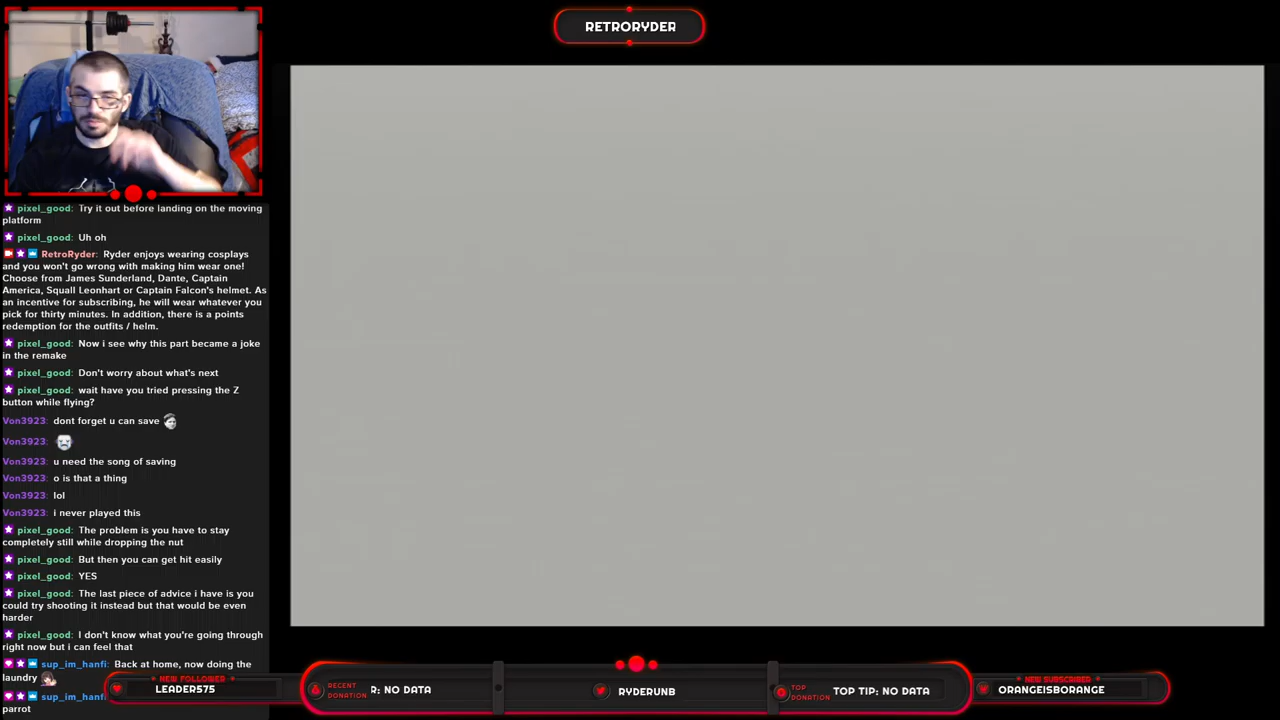 RETRORYDER
pixel_good: Try it out before landing on the moving
platform
pixel_good: Uh oh
RetroRyder: Ryder enjoys wearing cosplays
and you won't go wrong with making him wear one!
Choose from James Sunderland, Dante, Captain
America, Squall Leonhart or Captain Falcon's helmet. As
an incentive for subscribing, he will wear whatever you
pick for thirty minutes. In addition, there is a points
redemption for the outfits / helm.
pixel_good: Now i see why this part became a joke
in the remake
pixel_good: Don't worry about what's next
pixel_good: wait have you tried pressing the Z
button while flying?
Von3923: dont forget u can save
Von3923:
Von3923: u need the song of saving
Von3923: o is that a thing
Von3923: lol
Von3923: i never played this
pixel_good: The problem is you have to stay
completely still while dropping the nut
pixel_good: But then you can get hit easily
pixel_good: YES
pixel_good: The last piece of advice i have is you
could try shooting it instead but that would be even
harder
pixel_good: I don't know what you're going through
right now but i can feel that
sup_im_hanfi: Back at home, now doing the
laundry
sup_im_hanfi
parrot
NEW FOLLOWER
LEADER575
RECENT
DONATION
R: NO DATA
RYDERUNB
TOP
DONATION
TOP TIP: NO DATA
NEW SUBSCRIBER
ORANGEISBORANGE